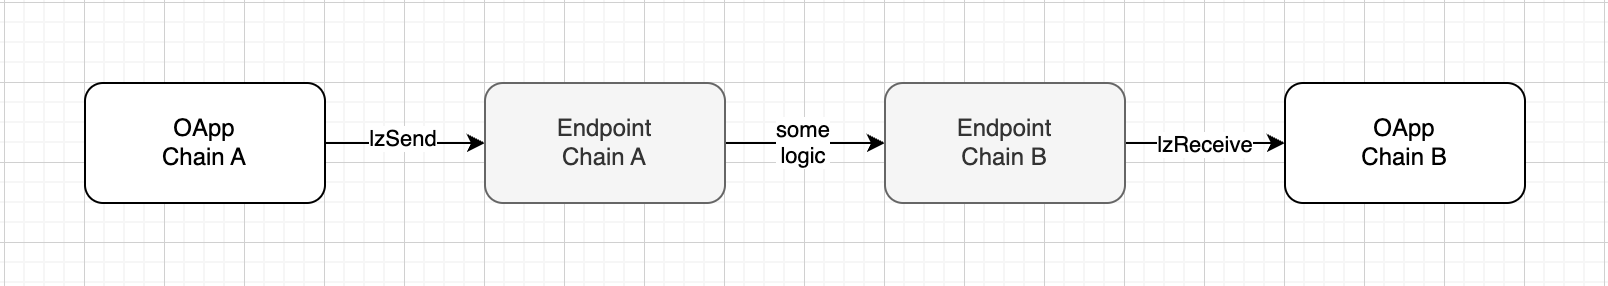 OApp
Chain A
lzSend
Endpoint
Chain A
some
logic
Endpoint
Chain B
lzReceive
OApp
Chain B